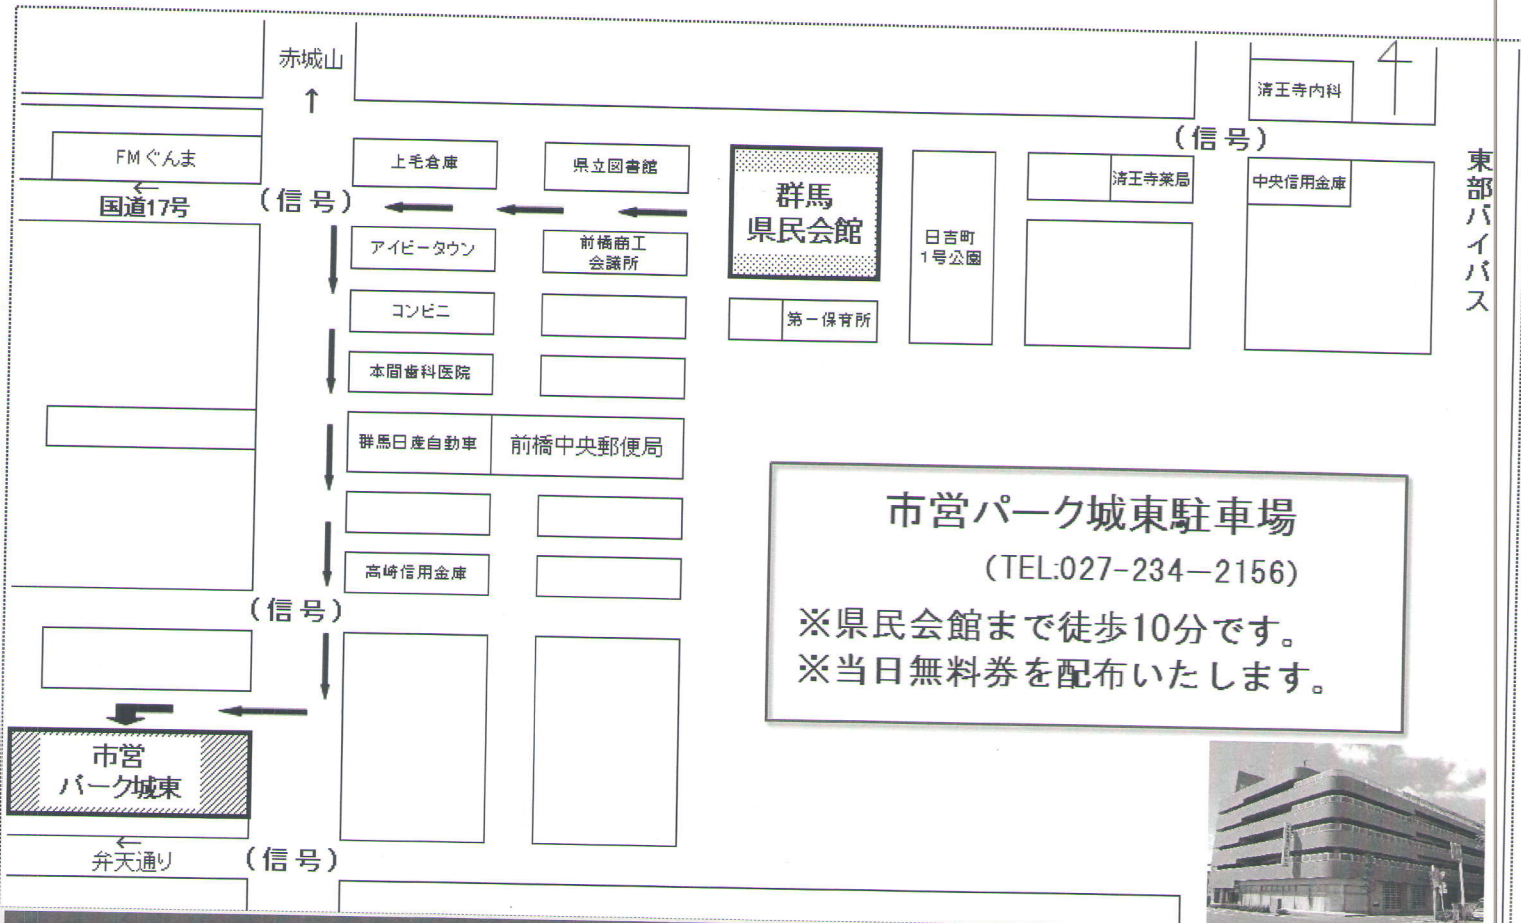 赤城山
↑
清王寺内科
4
(信号)
FMぐんま
←
国道17号
(信号)
上毛倉庫
県立図書館
群馬
県民会館
日吉町
1号公園
清王寺薬局
中央信用金庫
東部バイパス
アイビータウン
前橋商工
会議所
コンビニ
第一保育所
本間歯科医院
群馬日産自動車
前橋中央郵便局
高崎信用金庫
(信号)
市営パーク城東駐車場
(TEL:027-234-2156)
※県民会館まで徒歩10分です。
※当日無料券を配布いたします。
市営
パーク城東
←
弁天通り
(信号)